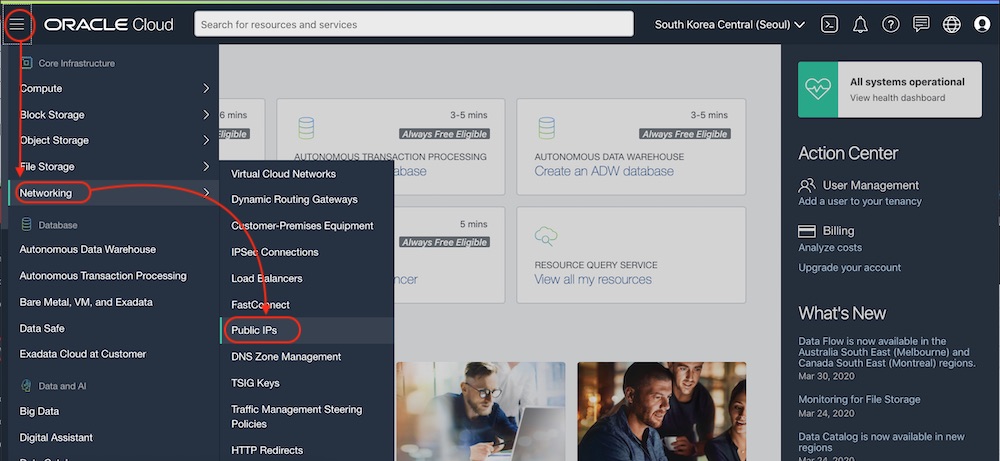 ORACLE Cloud
Search for resources and services
South Korea Central (Seoul)
Core Infrastructure
Compute
Block Storage
Object Storage
File Storage
Networking
Database
Autonomous Data Warehouse
Autonomous Transaction Processing
Bare Metal, VM, and Exadata
Data Safe
Exadata Cloud at Customer
Data and AI
Big Data
Digital Assistant
Virtual Cloud Networks
Dynamic Routing Gateways
Customer-Premises Equipment
IPSec Connections
Load Balancers
FastConnect
Public IPs
DNS Zone Management
TSIG Keys
Traffic Management Steering
Policies
HTTP Redirects
6 mins
Eligible
3-5 mins
Always Free Eligible
AUTONOMOUS TRANSACTION PROCESSING
abase
3-5 mins
Always Free Eligible
AUTONOMOUS DATA WAREHOUSE
Create an ADW database
5 mins
Always Free Eligible
ncer
RESOURCE QUERY SERVICE
View all my resources
All systems operational
View health dashboard
Action Center
User Management
Add a user to your tenancy
Billing
Analyze costs
Upgrade your account
What's New
Data Flow is now available in the
Australia South East (Melbourne) and
Canada South East (Montreal) regions.
Mar 30, 2020
Monitoring for File Storage
Mar 24, 2020
Data Catalog is now available in new
regions
Mar 24, 2020